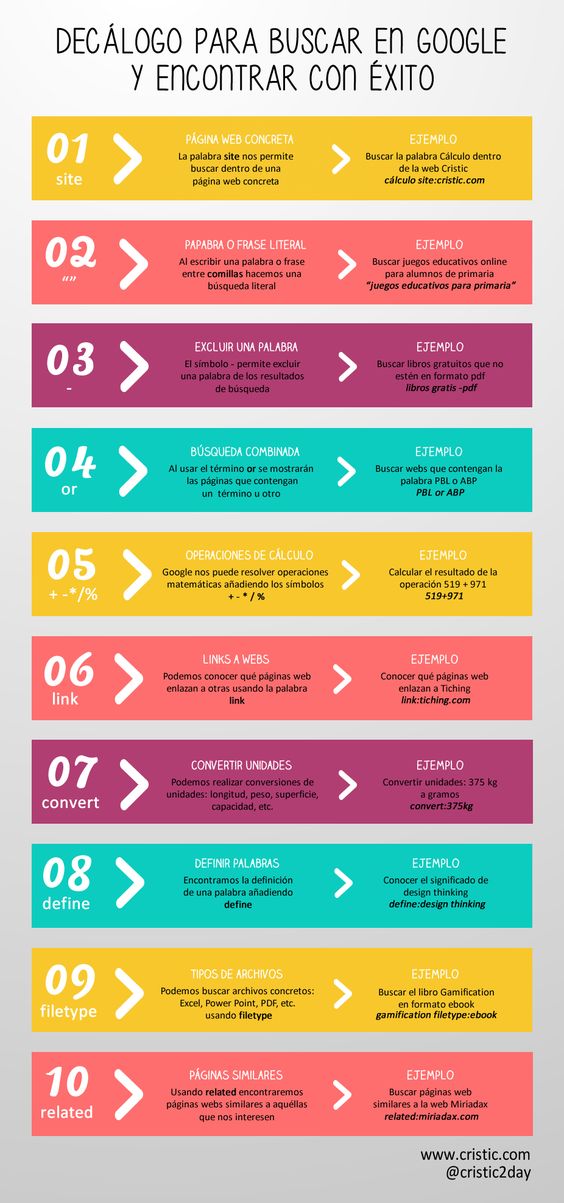 DECÁLOGO PARA BUSCAR EN GOOGLE
Y ENCONTRAR CON ÉXITO
01
site
PÁGINA WEB CONCRETA
La palabra site nos permite
buscar dentro de una
página web concreta
EJEMPLO
Buscar la palabra Cálculo dentro
de la web Cristic
cálculo site:cristic.com
02
“”
PAPABRA O FRASE LITERAL
Al escribir una palabra o frase
entre comillas hacemos una
búsqueda literal
EJEMPLO
Buscar juegos educativos online
para alumnos de primaria
“juegos educativos para primaria“
03
-
EXCLUIR UNA PALABRA
El símbolo - permite excluir
una palabra de los resultados
de búsqueda
EJEMPLO
Buscar libros gratuitos que no
estén en formato pdf
libros gratis -pdf
04
or
BÚSQUEDA COMBINADA
Al usar el término or se mostrarán
las páginas que contengan
un término u otro
EJEMPLO
Buscar webs que contengan la
palabra PBL o ABP
PBL or ABP
05
+ -*/%
OPERACIONES DE CÁLCULO
Google nos puede resolver operaciones
matemáticas añadiendo los símbolos
+ - * / %
EJEMPLO
Calcular el resultado de la
operación 519 + 971
519+971
06
link
LINKS A WEBS
Podemos conocer qué páginas web
enlazan a otras usando la palabra
link
EJEMPLO
Conocer qué páginas web
enlazan a Tiching
link:tiching.com
07
convert
CONVERTIR UNIDADES
Podemos realizar conversiones de
unidades: longitud, peso, superficie,
capacidad, etc.
EJEMPLO
Convertir unidades: 375 kg
a gramos
convert:375kg
08
define
DEFINIR PALABRAS
Encontramos la definición
de una palabra añadiendo
define
EJEMPLO
Conocer el significado de
design thinking
define:design thinking
09
filetype
TIPOS DE ARCHIVOS
Podemos buscar archivos concretos:
Excel, Power Point, PDF, etc.
usando filetype
EJEMPLO
Buscar el libro Gamification
en formato ebook
gamification filetype:ebook
10
related
PÁGINAS SIMILARES
Usando related encontraremos
páginas webs similares a aquéllas
que nos interesen
EJEMPLO
Buscar páginas web
similares a la web Miriadax
related:miriadax.com
www.cristic.com
@cristic2day